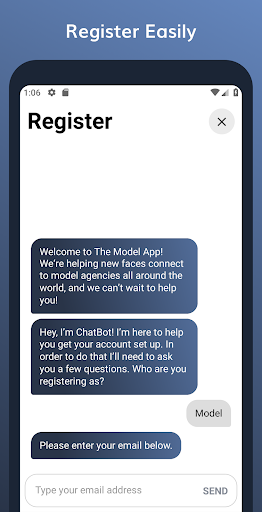 Register Easily
1:06
Register
Welcome to The Model App!
We're helping new faces connect
to model agencies all around the
world, and we can't wait to help
you!
Hey, I'm ChatBot! I'm here to help
you get your account set up. In
order to do that I'll need to ask
you a few questions. Who are you
registering as?
Model
Please enter your email below.
Type your email address SEND